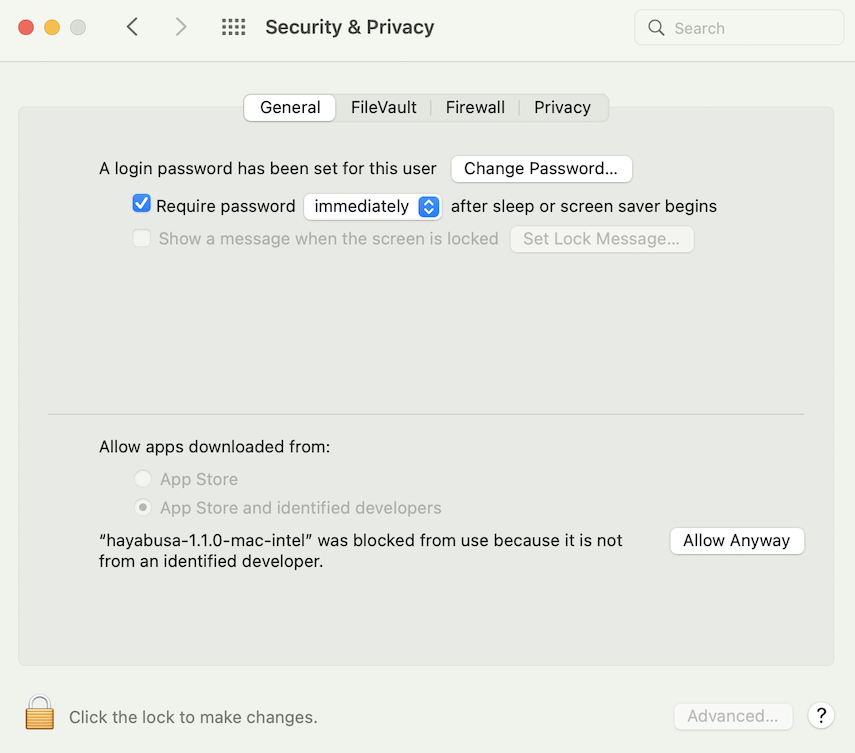 Security & Privacy
Search
General
FileVault
Firewall
Privacy
A login password has been set for this user
Change Password...
Require password immediately after sleep or screen saver begins
Show a message when the screen is locked
Set Lock Message...
Allow apps downloaded from:
App Store
App Store and identified developers
“hayabusa-1.1.0-mac-intel” was blocked from use because it is not
from an identified developer.
Allow Anyway
Click the lock to make changes.
Advanced...
?